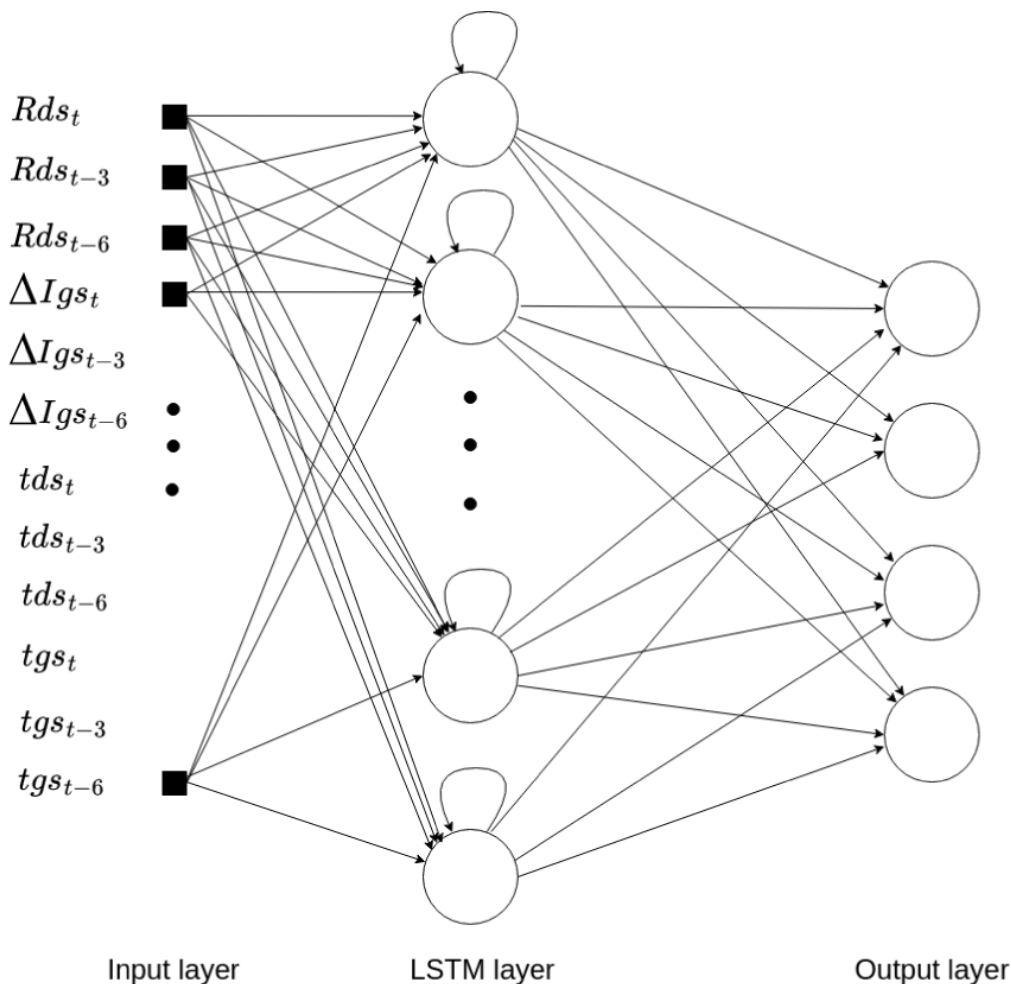 Rds_t
Rds_{t-3}
Rds_{t-6}
ΔIgs_t
ΔIgs_{t-3}
ΔIgs_{t-6}
tds_t
tds_{t-3}
tds_{t-6}
tgs_t
tgs_{t-3}
tgs_{t-6}
Input layer
LSTM layer
Output layer